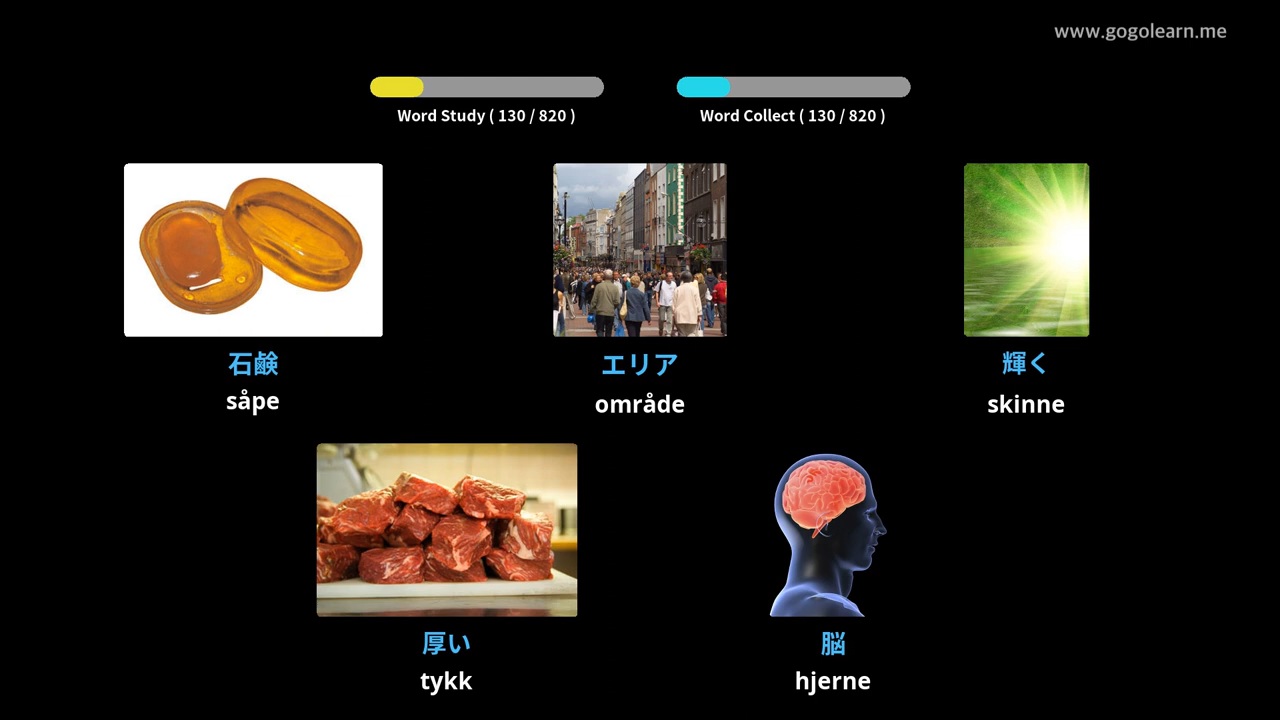 www.gogolearn.me
Word Study ( 130 / 820 )
Word Collect ( 130 / 820 )
石鹸
såpe
エリア
område
輝く
skinne
厚い
tykk
脳
hjerne